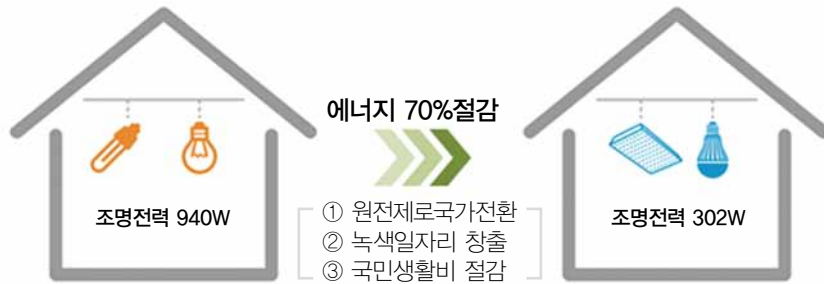 에너지 70%절감
조명전력 940W
① 원전제로국가전환
② 녹색일자리 창출
③ 국민생활비 절감
조명전력 302W